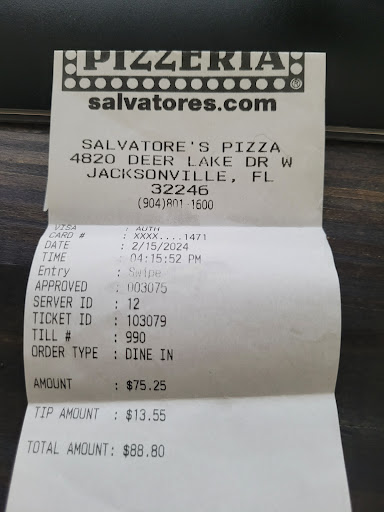 PIZZERIA
salvatores.com
SALVATORE'S PIZZA
4820 DEER LAKE DR W
JACKSONVILLE, FL
32246
(904)801-1600
VISA : AUTH
CARD # : XXXX....1471
DATE : 2/15/2024
TIME : 04:15:52 PM
Entry : Swipe
APPROVED : 003075
SERVER ID : 12
TICKET ID : 103079
TILL # : 990
ORDER TYPE : DINE IN
AMOUNT : $75.25
TIP AMOUNT : $13.55
TOTAL AMOUNT: $88.80